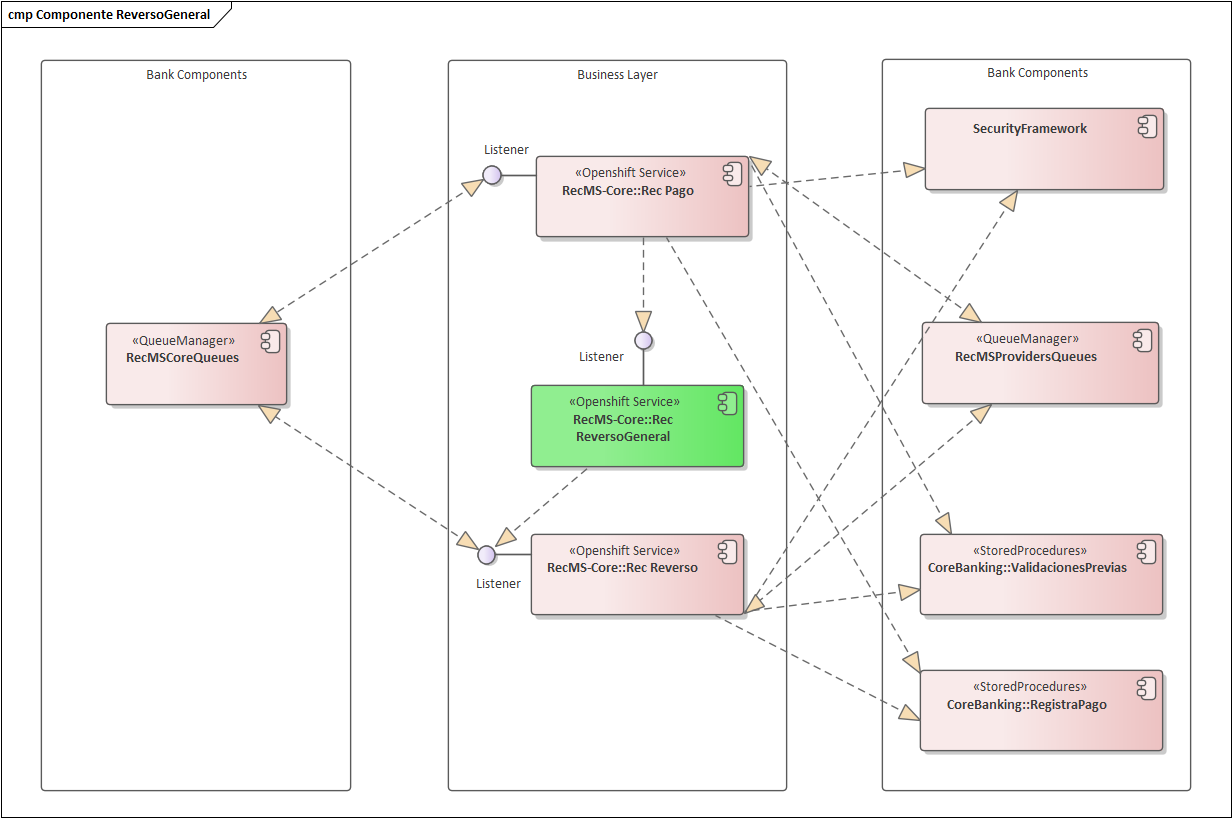 cmp Componente ReversoGeneral
Bank Components
Business Layer
Bank Components
SecurityFramework
Listener
«Openshift Service»
RecMS-Core::Rec Pago
«QueueManager»
RecMSCoreQueues
Listener
«QueueManager»
RecMSProvidersQueues
«Openshift Service»
RecMS-Core::Rec
ReversoGeneral
«Openshift Service»
RecMS-Core::Rec Reverso
Listener
«StoredProcedures»
CoreBanking::ValidacionesPrevias
«StoredProcedures»
CoreBanking::RegistraPago